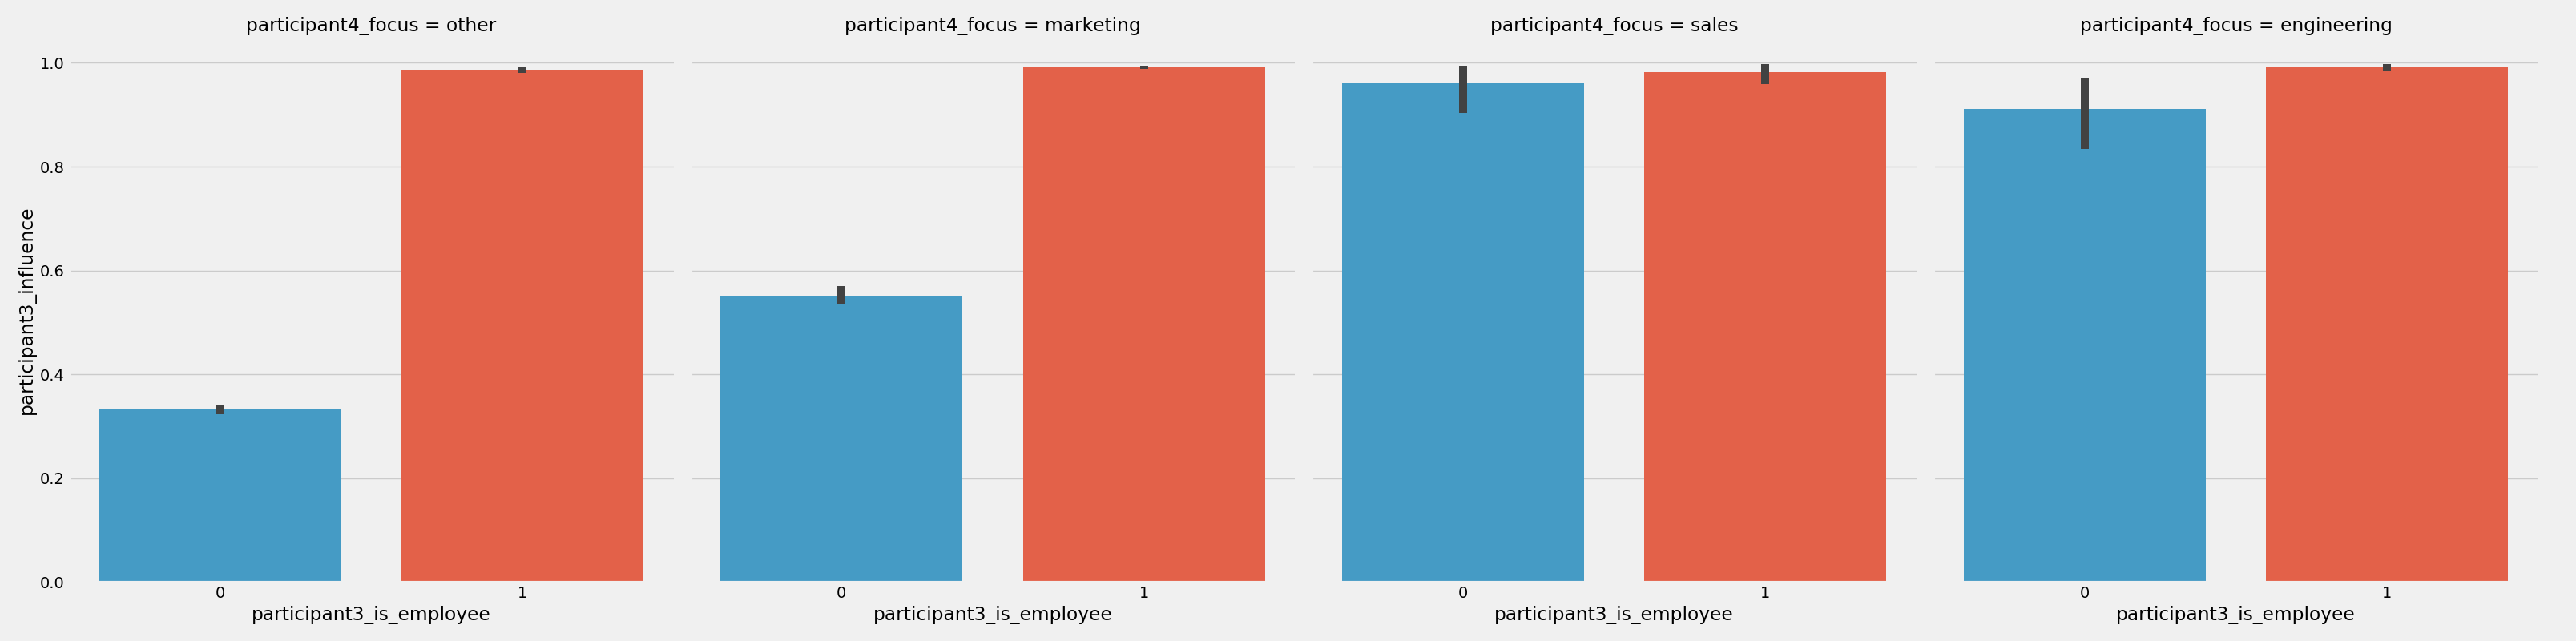 participant4_focus = other
participant4_focus = marketing
participant4_focus = sales
participant4_focus = engineering
participant3_influence
1.0
0.8
0.6
0.4
0.2
0.0
0 1
0 1
0 1
0 1
participant3_is_employee
participant3_is_employee
participant3_is_employee
participant3_is_employee